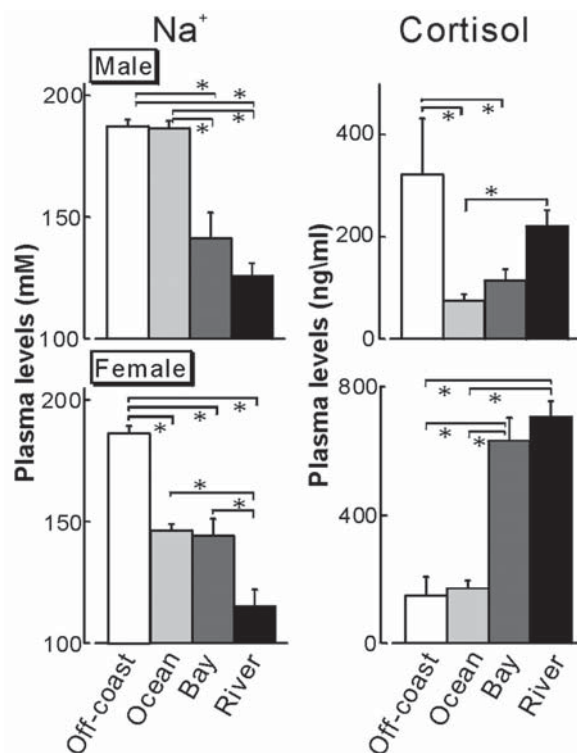 Na+ Cortisol
Male
* * * *
* *
*
*
200
150
100
400
200
0
Plasma levels (mM)
Plasma levels (ng\ml)
Female
* * *
*
*
* *
* *
200
150
100
800
400
0
Off-coast Ocean Bay River
Off-coast Ocean Bay River